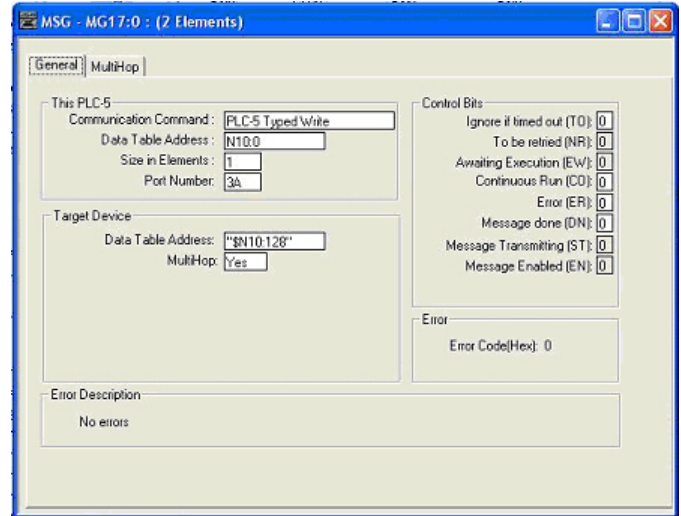 MSG - MG17:0 : (2 Elements)
General
MultiHop
This PLC-5
Communication Command : PLC-5 Typed Write
Data Table Address : N10:0
Size in Elements : 1
Port Number: 3A
Target Device
Data Table Address: "$N10:128"
MultiHop: Yes
Control Bits
Ignore if timed out (TO): 0
To be retried (NR): 0
Awaiting Execution (EW): 0
Continuous Run (CO): 0
Error (ER): 0
Message done (DN): 0
Message Transmitting (ST): 0
Message Enabled (EN): 0
Error
Error Code(Hex): 0
Error Description
No errors